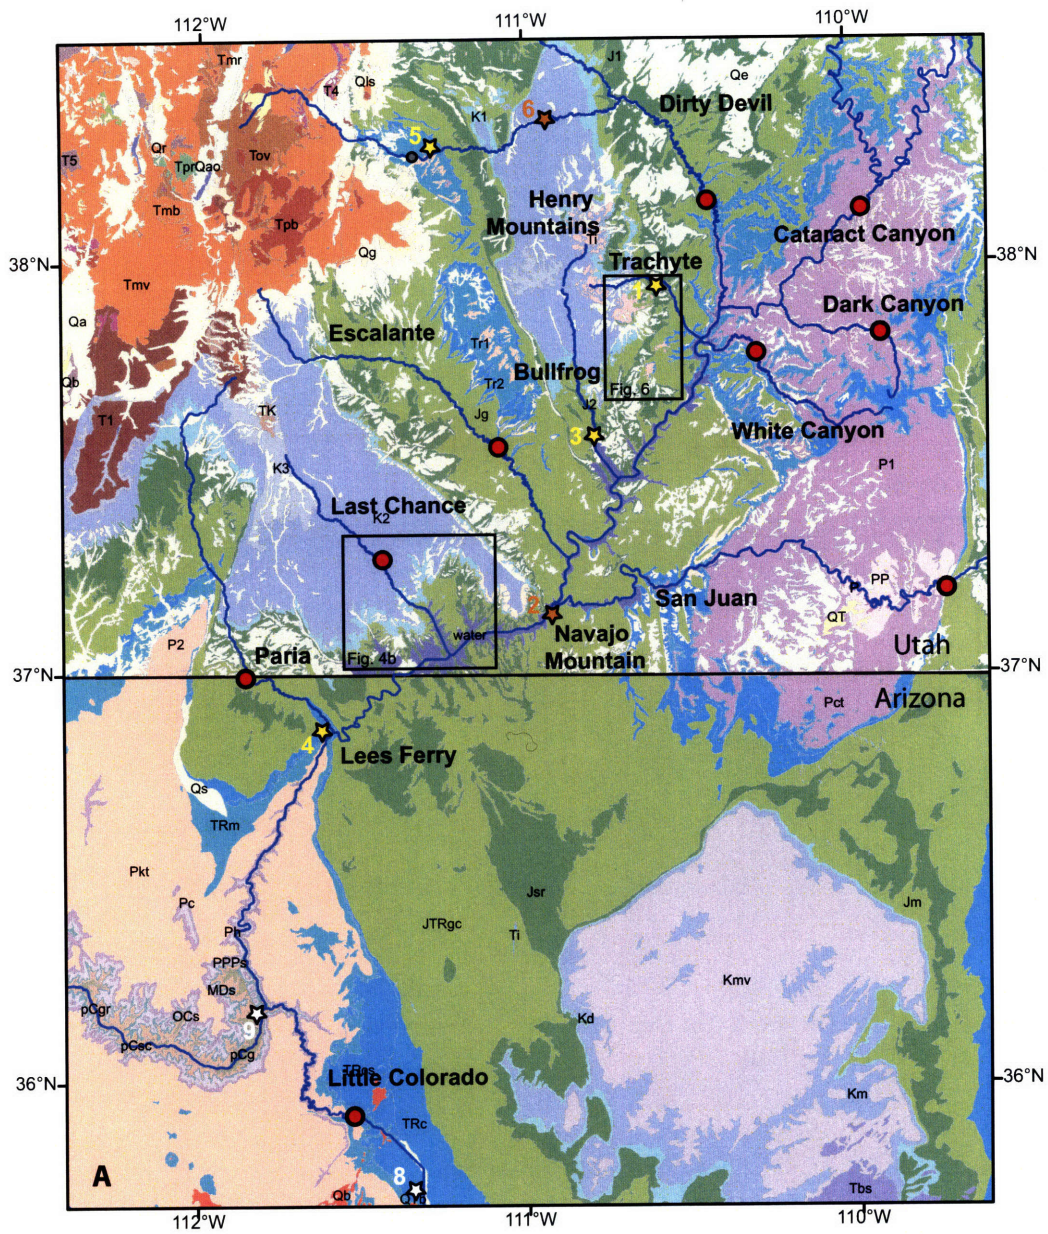 112°W
111°W
110°W
Tmr
J1
Qe
T4
Qls
Dirty Devil
6
K1
5
Qr
Tov
T5
TprQao
Henry
Mountains
Tmb
Tpb
Cataract Canyon
Ti
38°N
Qg
Trachyte
38°N
Tmv
1
Dark Canyon
Qa
Escalante
Tr1
Bullfrog
Qb
Tr2
Fig. 6
J2
TK
Jg
T1
3
White Canyon
K3
P1
Last Chance
K2
PP
2
San Juan
QT
water
Navajo
Mountain
Utah
P2
Paria
Fig. 4b
37°N
37°N
Pct
Arizona
4
Lees Ferry
Qs
TRm
Pkt
Jsr
Pc
Jm
JTRgc
Ti
Ph
PPPs
Kmv
MDs
pCgr
OCs
Kd
9
pCsc
pCg
36°N
Little Colorado
36°N
Km
TRc
A
8
Qb
Tbs
112°W
111°W
110°W